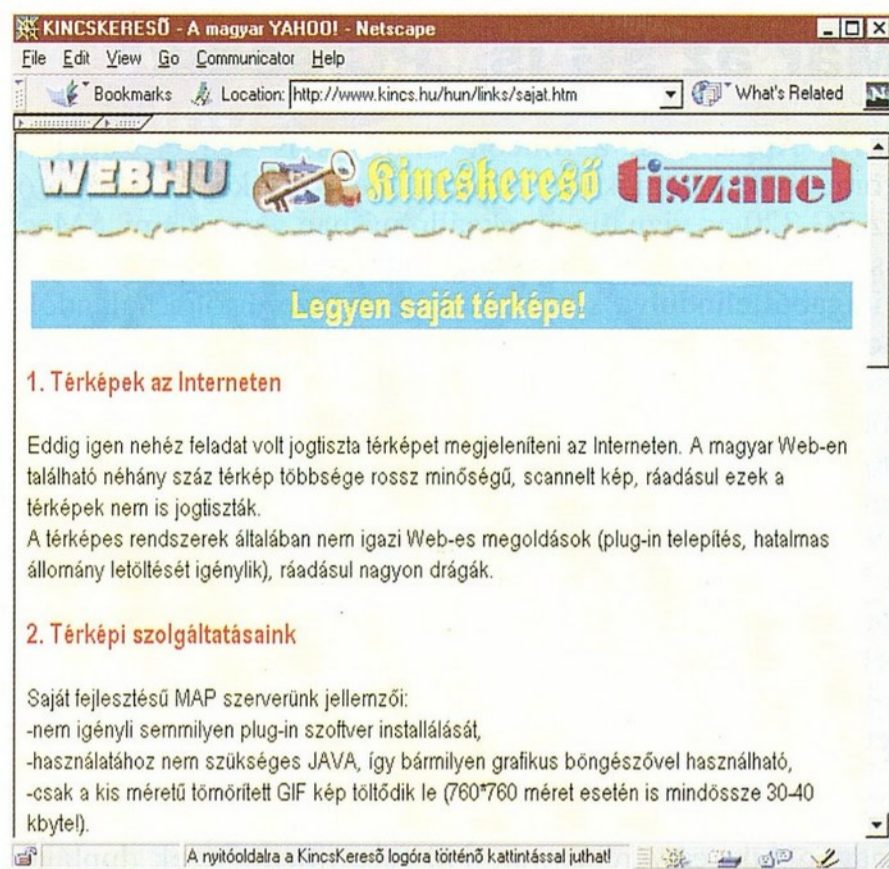 KINCSKERESŐ - A magyar YAHOO! - Netscape
File Edit View Go Communicator Help
Bookmarks Location: http://www.kincs.hu/hun/links/sajat.htm What's Related N
WEBHU Kincskereső tiszanet
Legyen saját térképe!
1. Térképek az Interneten
Eddig igen nehéz feladat volt jogtiszta térképet megjeleníteni az Interneten. A magyar Web-en
található néhány száz térkép többsége rossz minőségű, scannelt kép, ráadásul ezek a
térképek nem is jogtiszták.
A térképes rendszerek általában nem igazi Web-es megoldások (plug-in telepítés, hatalmas
állomány letöltését igénylik), ráadásul nagyon drágák.
2. Térképi szolgáltatásaink
Saját fejlesztésű MAP szerverünk jellemzői:
-nem igényli semmilyen plug-in szoftver installálását,
-használatához nem szükséges JAVA, így bármilyen grafikus böngészővel használható,
-csak a kis méretű tömörített GIF kép töltődik le (760*760 méret esetén is mindössze 30-40
kbyte!).
A nyitóoldalra a KincsKereső logóra történő kattintással juthat!